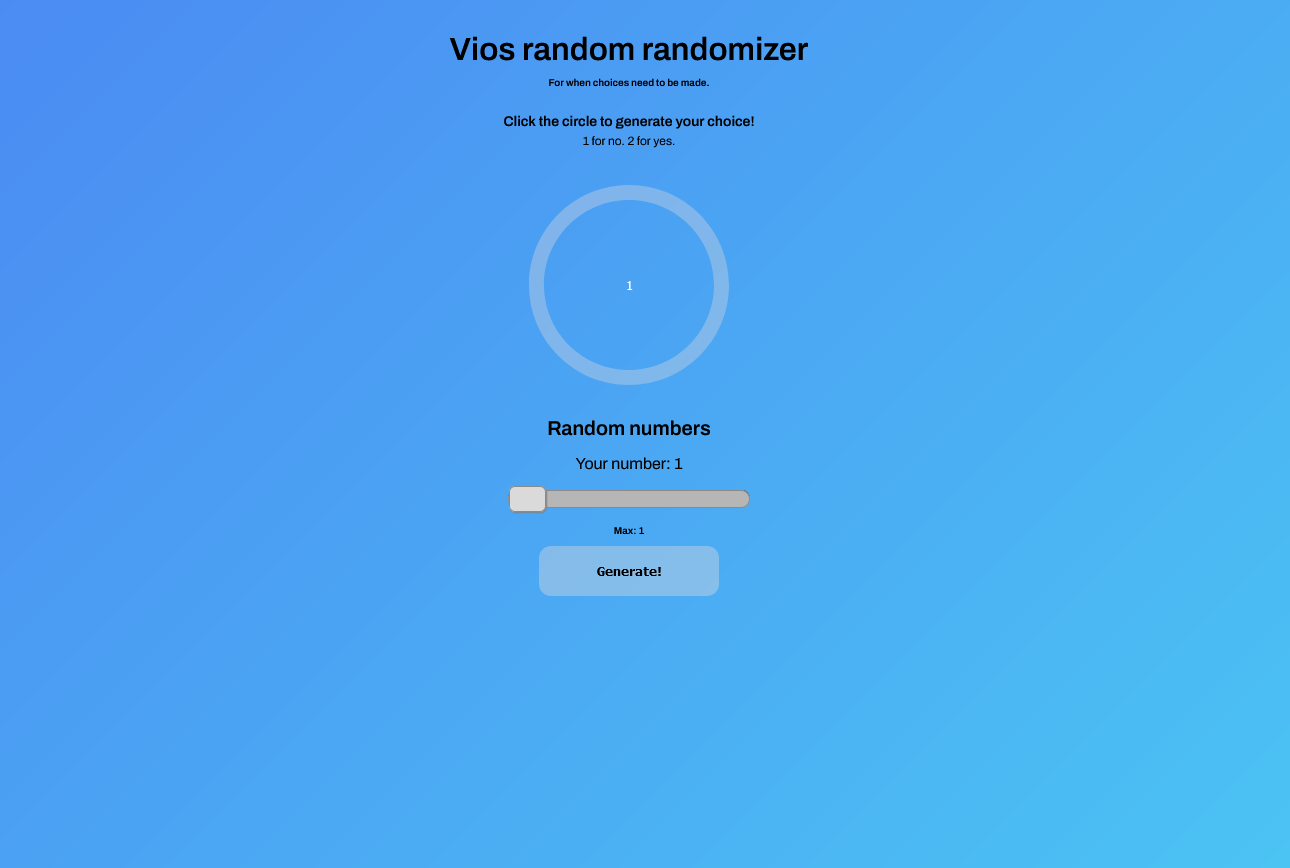 Vios random randomizer
For when choices need to be made.
Click the circle to generate your choice!
1 for no. 2 for yes.
1
Random numbers
Your number: 1
Max: 1
Generate!